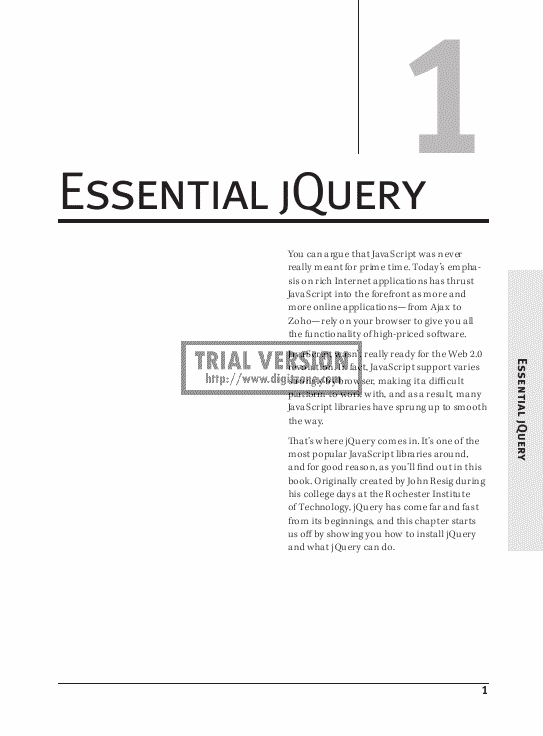 1
Essential jQuery
You can argue that JavaScript was never
really meant for prime time. Today’s empha-
sis on rich Internet applications has thrust
JavaScript into the forefront as more and
more online applications—from Ajax to
Zoho—rely on your browser to give you all
the functionality of high-priced software.
JavaScript wasn’t really ready for the Web 2.0
revolution. In fact, JavaScript support varies
by browser, making it a difficult
platform to work with, and as a result, many
JavaScript libraries have sprung up to smooth
the way.
TRIAL VERSION
That’s where jQuery comes in. It’s one of the
most popular JavaScript libraries around,
and for good reason, as you’ll find out in this
book. Originally created by John Resig during
his college days at the Rochester Institute
of Technology, jQuery has come far and fast
from its beginnings, and this chapter starts
us off by showing you how to install jQuery
and what jQuery can do.
Essential jQuery
1